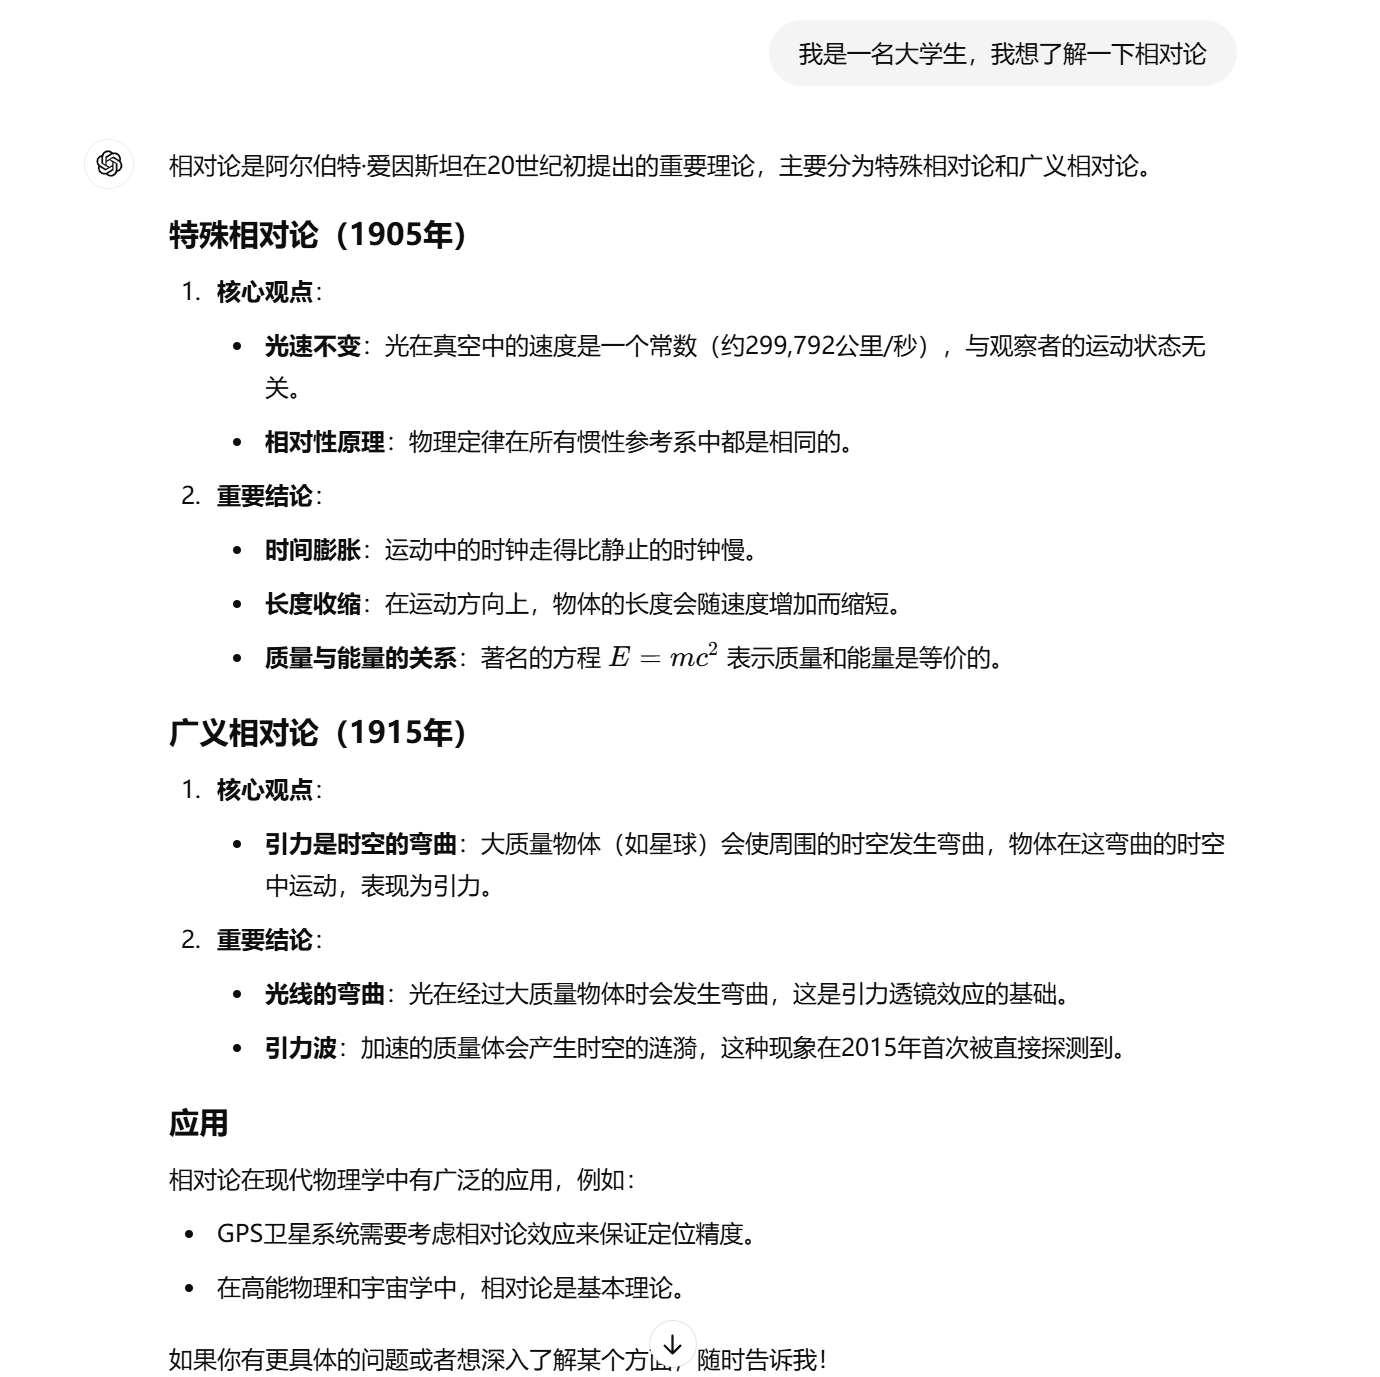 我是一名大学生，我想了解一下相对论
相对论是阿尔伯特·爱因斯坦在20世纪初提出的重要理论，主要分为特殊相对论和广义相对论。
特殊相对论（1905年）
1. 核心观点：
• 光速不变：光在真空中的速度是一个常数（约299,792公里/秒），与观察者的运动状态无
关。
• 相对性原理：物理定律在所有惯性参考系中都是相同的。
2. 重要结论：
• 时间膨胀：运动中的时钟走得比静止的时钟慢。
• 长度收缩：在运动方向上，物体的长度会随速度增加而缩短。
• 质量与能量的关系：著名的方程 E = mc² 表示质量和能量是等价的。
广义相对论（1915年）
1. 核心观点：
• 引力是时空的弯曲：大质量物体（如星球）会使周围的时空发生弯曲，物体在这弯曲的时空
中运动，表现为引力。
2. 重要结论：
• 光线的弯曲：光在经过大质量物体时会发生弯曲，这是引力透镜效应的基础。
• 引力波：加速的质量体会产生时空的涟漪，这种现象在2015年首次被直接探测到。
应用
相对论在现代物理学中有广泛的应用，例如：
• GPS卫星系统需要考虑相对论效应来保证定位精度。
• 在高能物理和宇宙学中，相对论是基本理论。
如果你有更具体的问题或者想深入了解某个方面，随时告诉我！